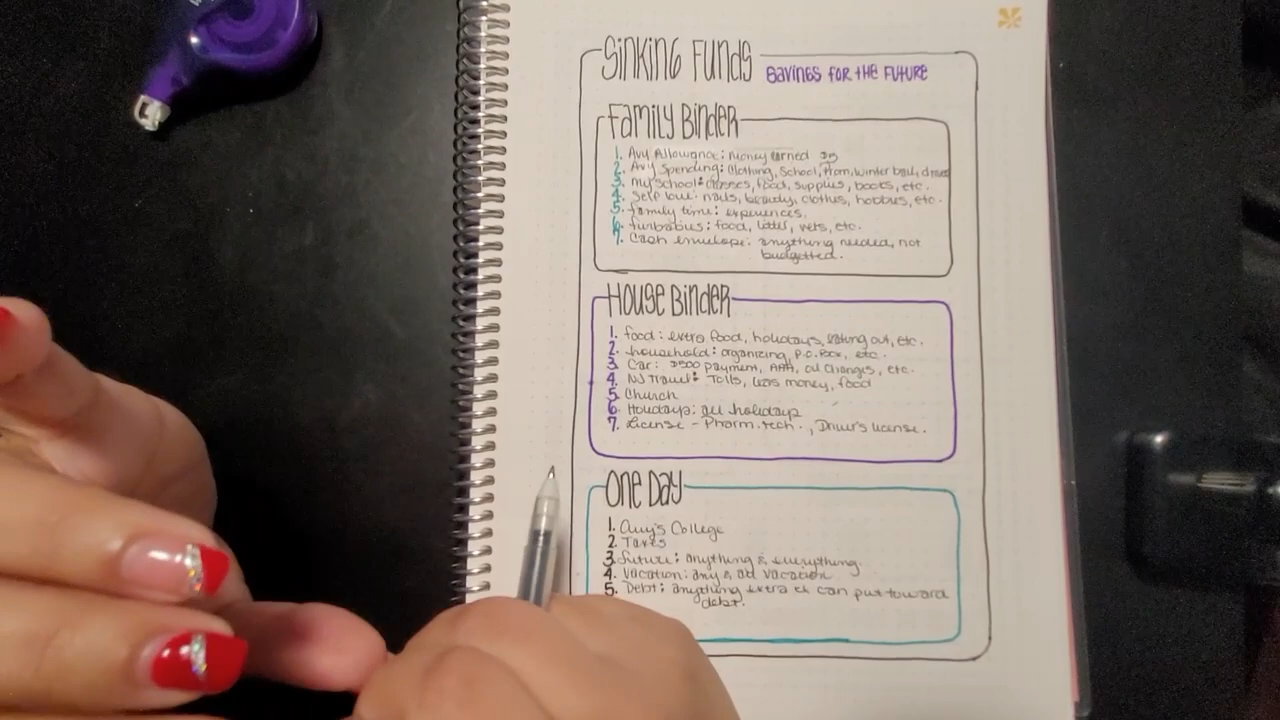 Sinking Funds Savings for the Future
Family Binder
1. Avy Allowance: money earned
2. Avy Spending: Clothing, School, Prom, winter ball, dress
3. My School: classes, food, supplies, books, etc.
4. Self love: nails, beauty, clothes, hobbies, etc.
5. family time: experiences.
6. furbabies: food, litter, vets, etc.
7. Cash envelope: anything needed, not
budgetted.
House Binder
1. food: extra food, holidays, eating out, etc.
2. household: organizing, P.O. Box, etc.
3. Car: $500 payment, AAA, oil changes, etc.
4. NJ Travel: Tolls, money, food
5. Church
6. Holidays: all holidays
7. License - Pharm.tech., Driver's license.
One Day
1. Avy's College
2. Taxes
3. Future: anything & everything.
4. Vacation: any & all vacation
5. Debt: anything extra I can put toward
debt.